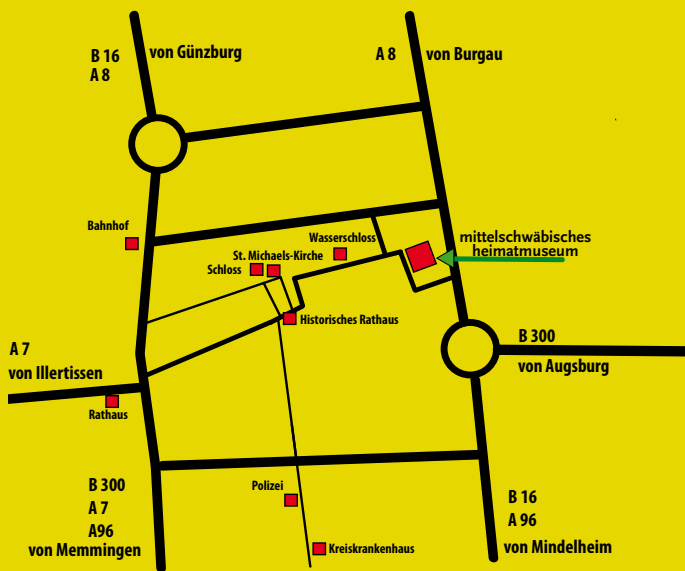 B 16
A 8
von Günzburg
A 8
von Burgau
Bahnhof
Wasserschloss
mittelschwäbisches
heimatmuseum
St. Michaels-Kirche
Schloss
Historisches Rathaus
A 7
von Illertissen
B 300
von Augsburg
Rathaus
B 300
A 7
A96
von Memmingen
Polizei
Kreiskrankenhaus
B 16
A 96
von Mindelheim